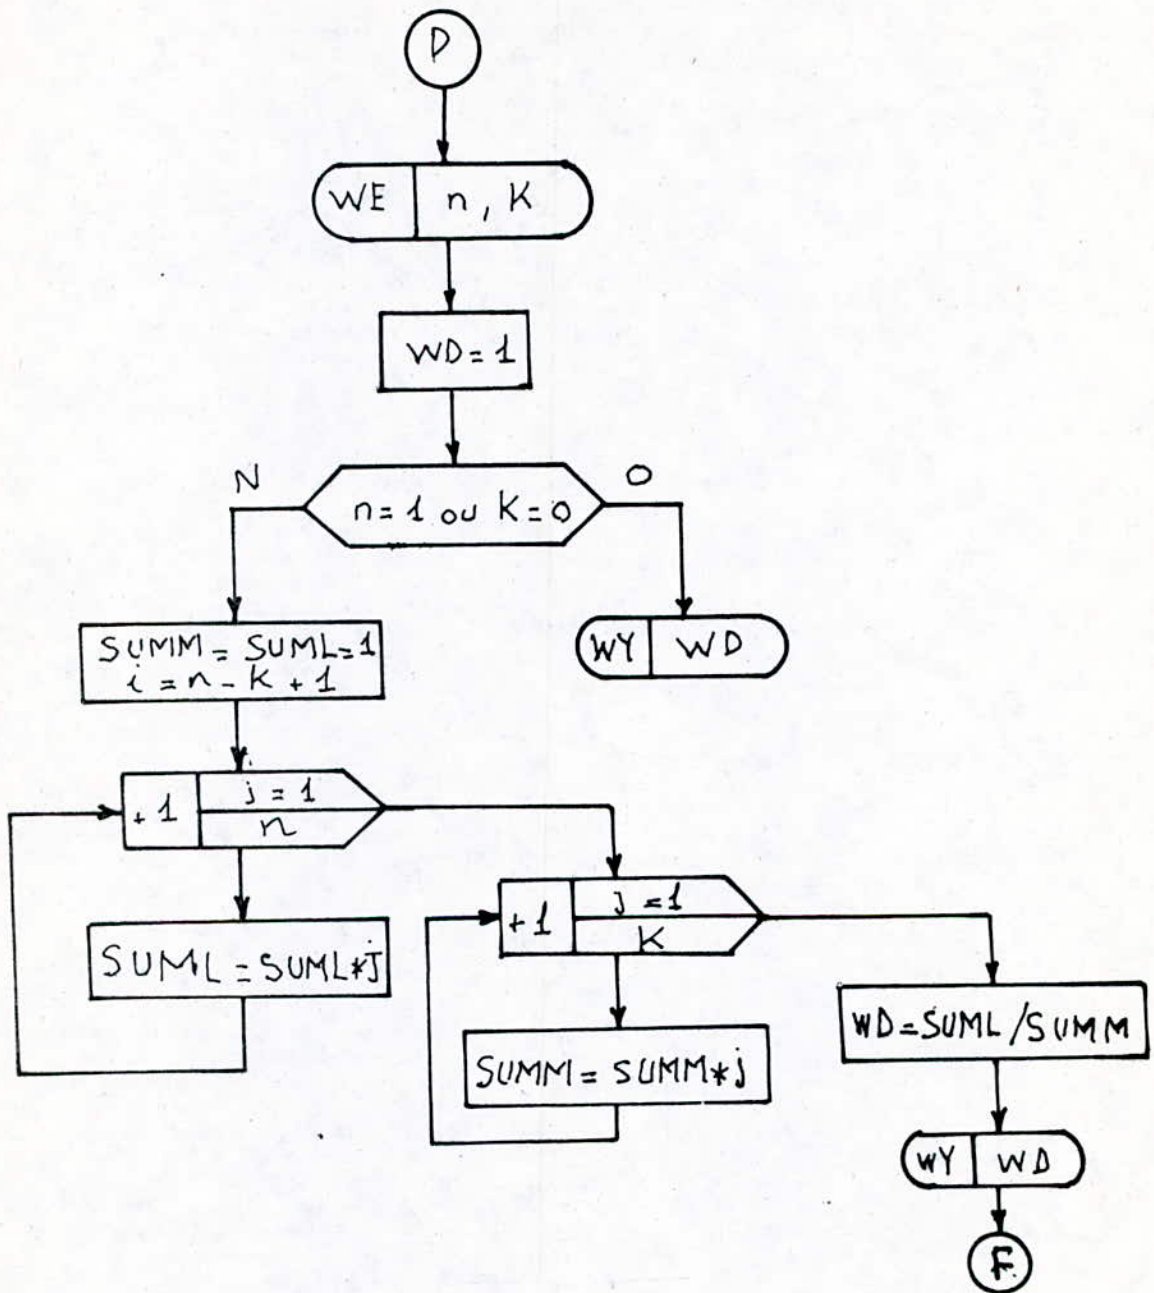 D
WE n, K
WD = 1
N
n = 1 ou K = 0
O
SUMM = SUML = 1
i = n - K + 1
WY WD
+1 j = 1
n
SUML = SUML*j
+1 j = 1
K
SUMM = SUMM*j
WD = SUML / SUMM
WY WD
F